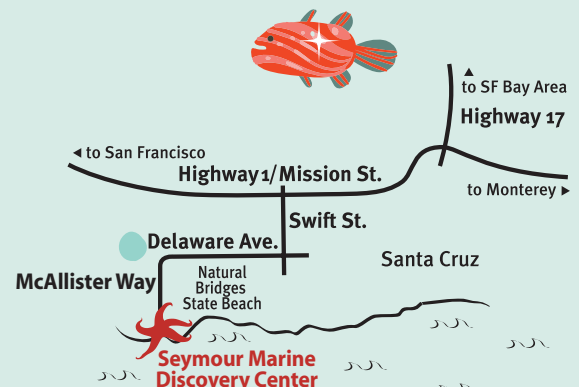 ▲
to SF Bay Area
Highway 17
◀ to San Francisco
Highway 1/Mission St.
to Monterey ▶
Swift St.
Delaware Ave.
Santa Cruz
McAllister Way
Natural
Bridges
State Beach
Seymour Marine
Discovery Center